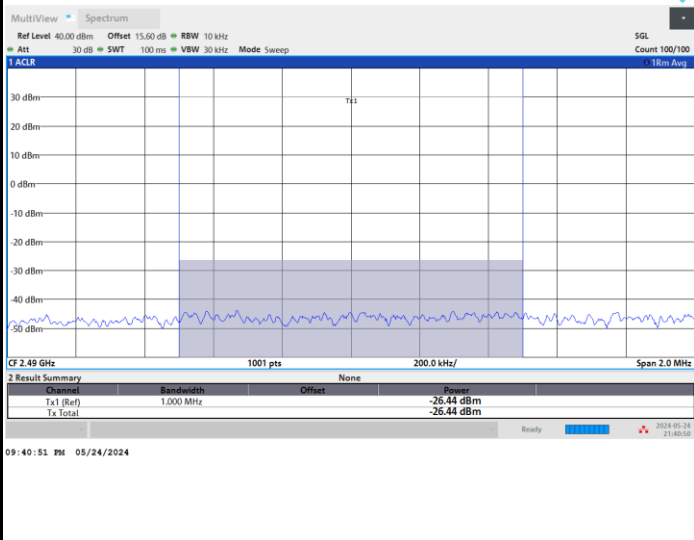 MultiView Spectrum
Ref Level 40.00 dBm Offset 15.60 dB RBW 10 kHz SGL
Att 30 dB SWT 100 ms VBW 30 kHz Mode Sweep Count 100/100
1 ACLR 1Rm Avg
Tx1
30 dBm
20 dBm
10 dBm
0 dBm
-10 dBm
-20 dBm
-30 dBm
-40 dBm
-50 dBm
CF 2.49 GHz 1001 pts 200.0 kHz/ Span 2.0 MHz
2 Result Summary None
Channel Bandwidth Offset Power
Tx1 (Ref) 1.000 MHz -26.44 dBm
Tx Total -26.44 dBm
Ready 2024-05-24
21:40:50
09:40:51 PM 05/24/2024